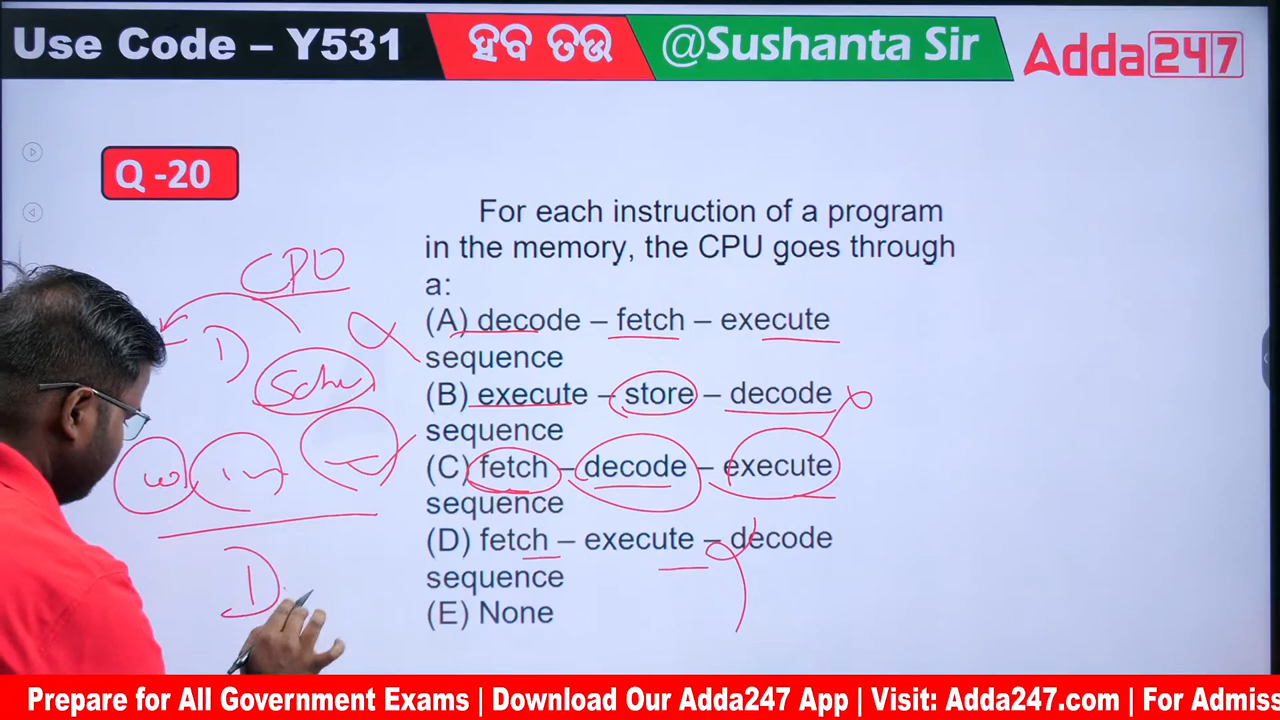 Use Code – Y531
ହବ ତଉ
@Sushanta Sir
Adda247
Q -20
For each instruction of a program
in the memory, the CPU goes through
a:
(A) decode – fetch – execute
sequence
(B) execute – store – decode
sequence
(C) fetch – decode – execute
sequence
(D) fetch – execute – decode
sequence
(E) None
CPU
D
D
Prepare for All Government Exams | Download Our Adda247 App | Visit: Adda247.com | For Admiss